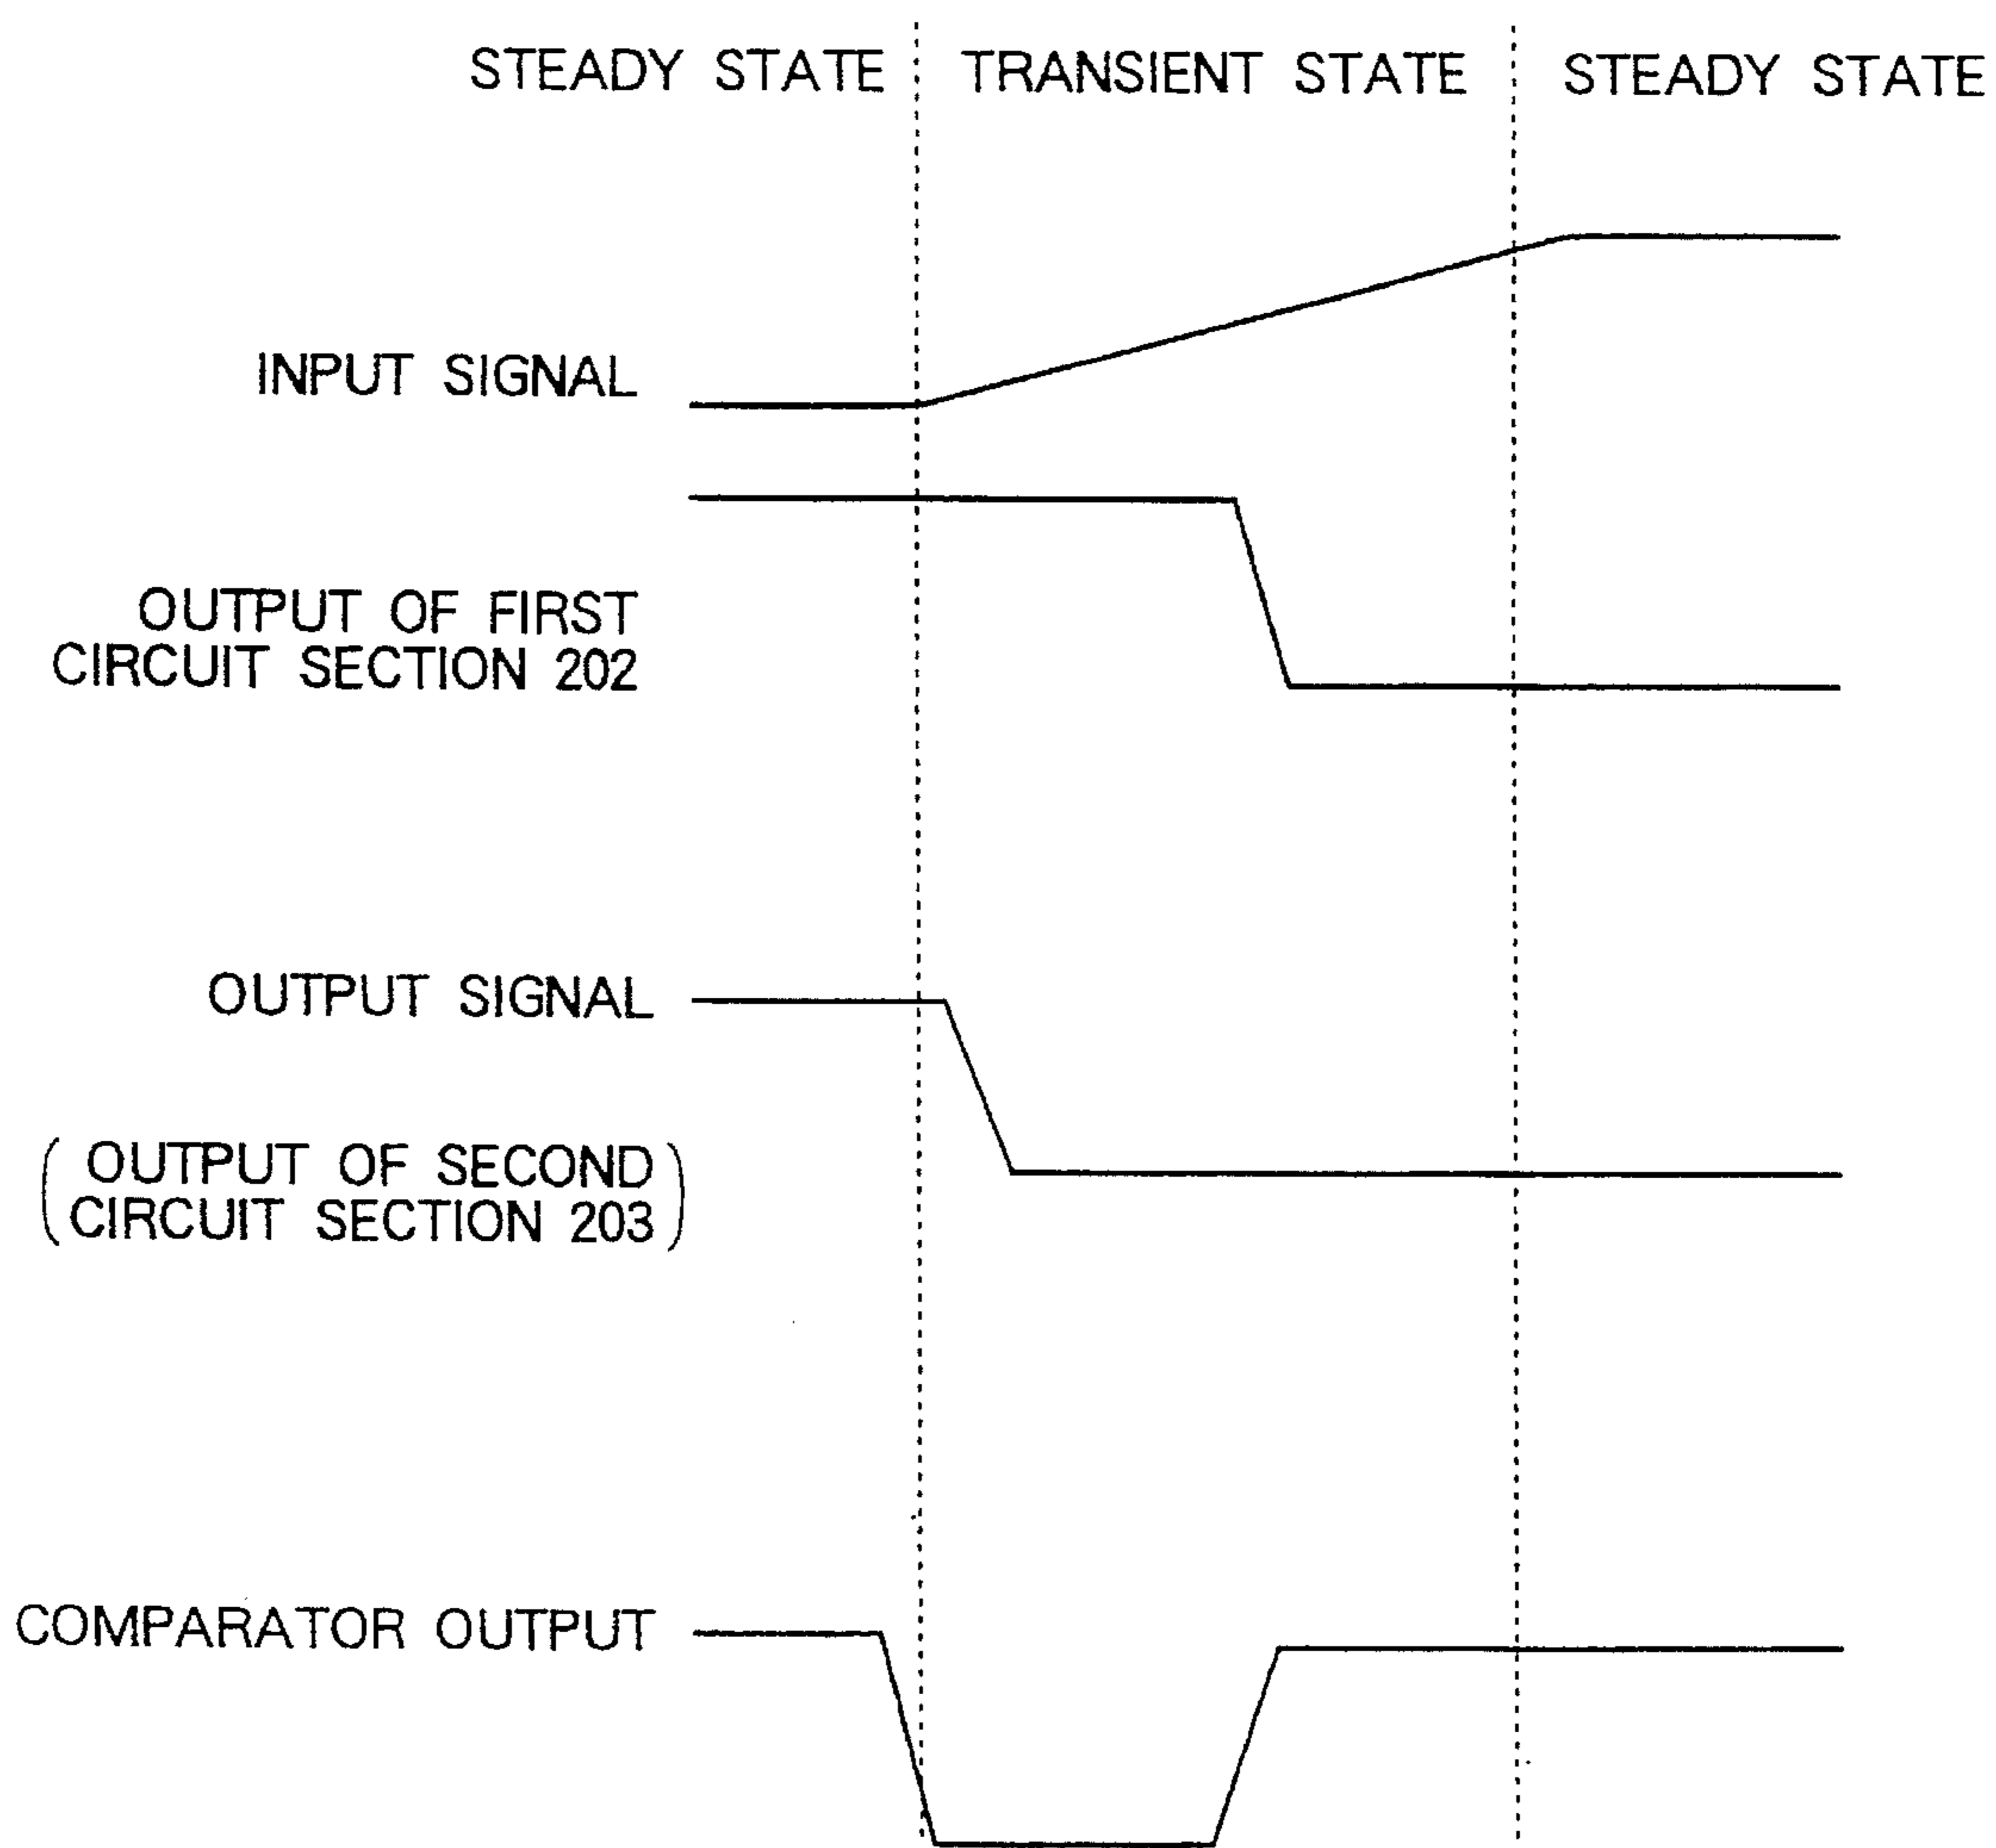 STEADY STATE TRANSIENT STATE STEADY STATE
INPUT SIGNAL
OUTPUT OF FIRST
CIRCUIT SECTION 202
OUTPUT SIGNAL
(OUTPUT OF SECOND
CIRCUIT SECTION 203)
COMPARATOR OUTPUT